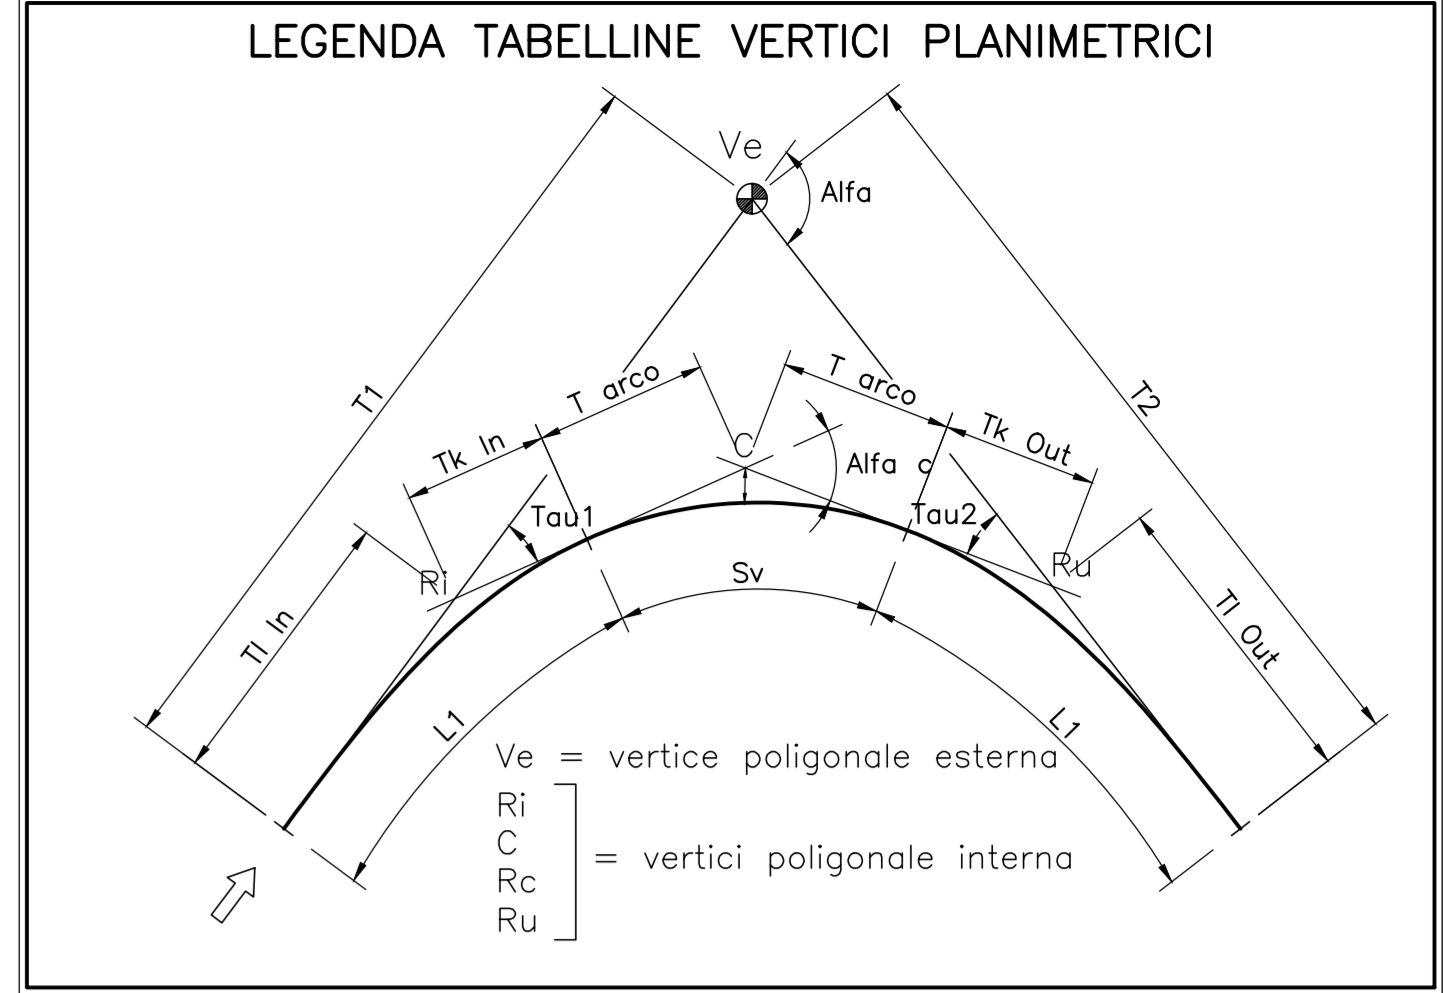 LEGENDA TABELLINE VERTICI PLANIMETRICI
Ve
Alfa
T1
T2
T arco
T arco
Tk In
Tk Out
C
Alfa c
Tau1
Tau2
Ri
Ru
Sv
Tl In
Tl Out
L1
L1
Ve = vertice poligonale esterna
Ri
C
= vertici poligonale interna
Rc
Ru